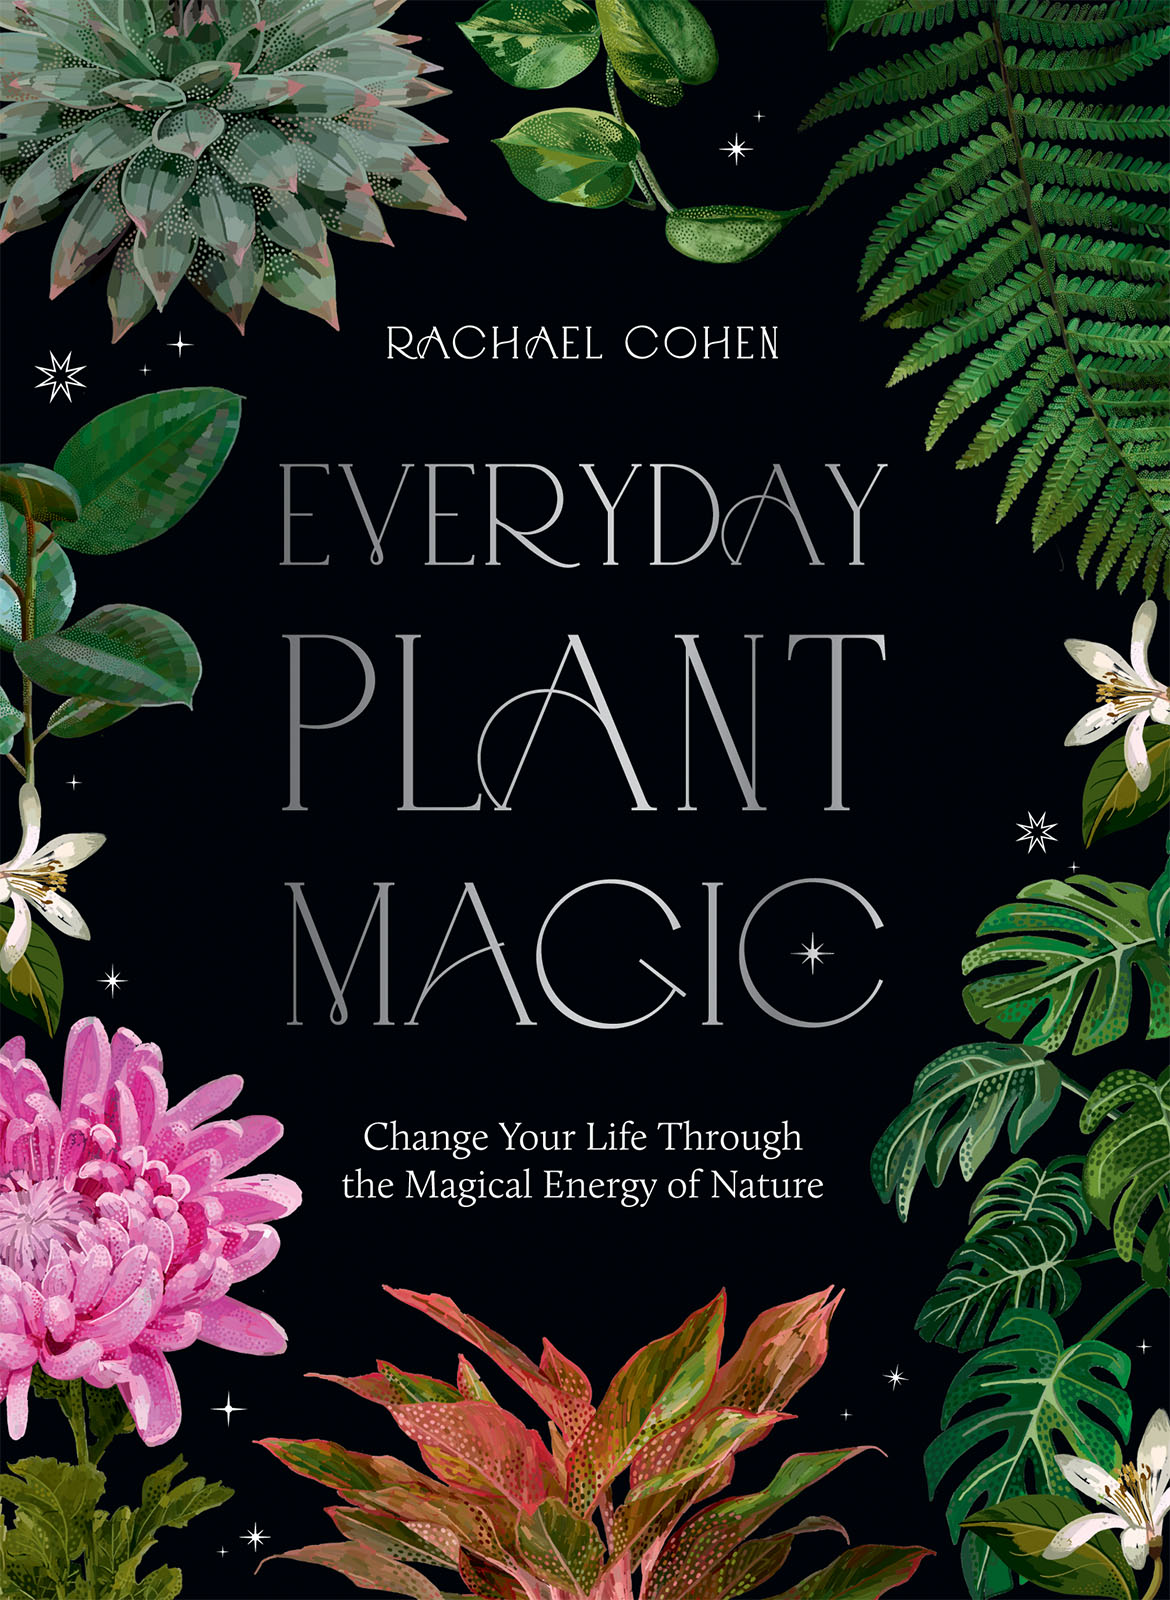 RACHAEL COHEN
EVERYDAY
PLANT
MAGIC
Change Your Life Through
the Magical Energy of Nature